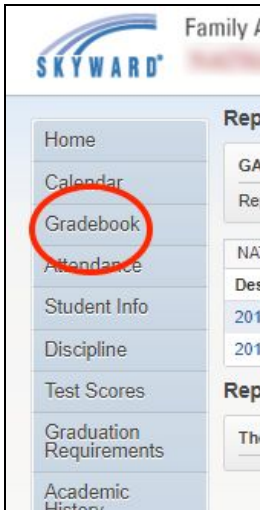 Family A
SKYWARD
Rep
Home
GA
Calendar
Re
Gradebook
NAT
Attendance
Des
Student Info
201
Discipline
201
Test Scores
Rep
Graduation
Requirements
The
Academic
History